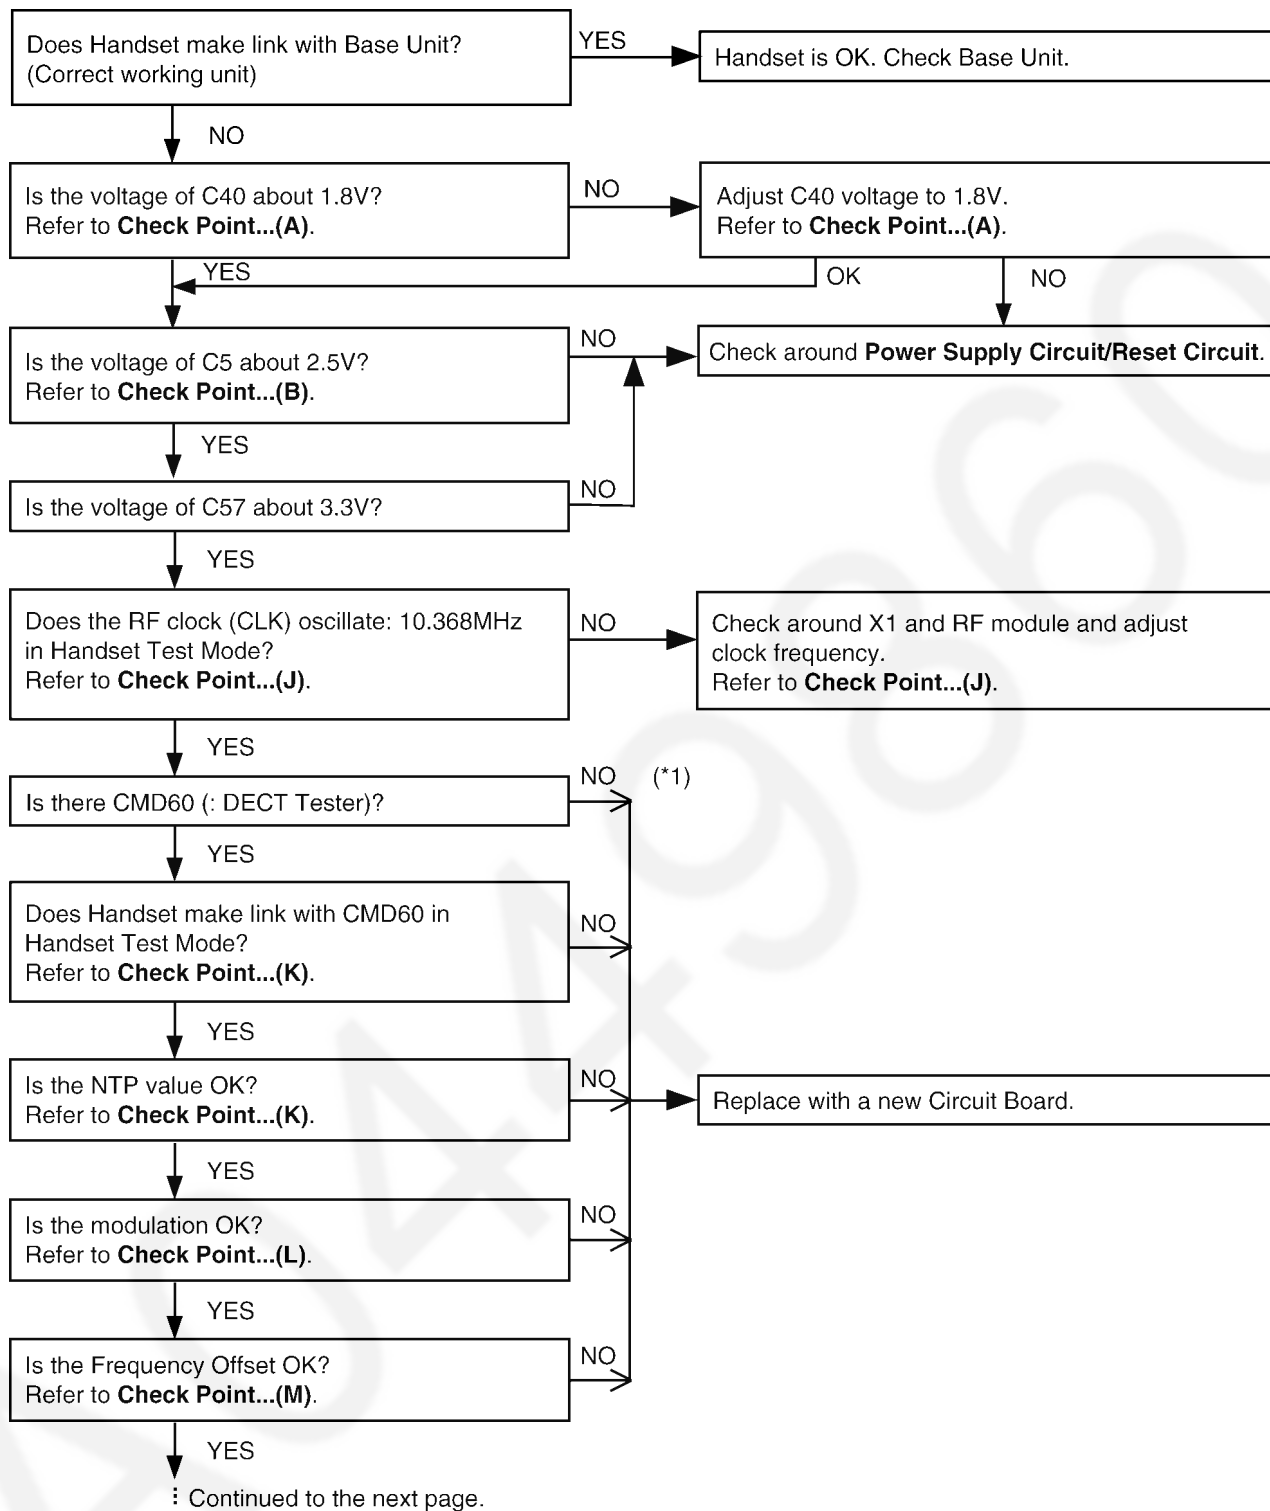 Does Handset make link with Base Unit?
(Correct working unit)
YES
Handset is OK. Check Base Unit.
NO
Is the voltage of C40 about 1.8V?
Refer to Check Point...(A).
NO
Adjust C40 voltage to 1.8V.
Refer to Check Point...(A).
YES
OK
NO
Is the voltage of C5 about 2.5V?
Refer to Check Point...(B).
NO
Check around Power Supply Circuit/Reset Circuit.
YES
Is the voltage of C57 about 3.3V?
NO
YES
Does the RF clock (CLK) oscillate: 10.368MHz
in Handset Test Mode?
Refer to Check Point...(J).
NO
Check around X1 and RF module and adjust
clock frequency.
Refer to Check Point...(J).
YES
Is there CMD60 (: DECT Tester)?
NO
(*1)
YES
Does Handset make link with CMD60 in
Handset Test Mode?
Refer to Check Point...(K).
NO
YES
Is the NTP value OK?
Refer to Check Point...(K).
NO
Replace with a new Circuit Board.
YES
Is the modulation OK?
Refer to Check Point...(L).
NO
YES
Is the Frequency Offset OK?
Refer to Check Point...(M).
NO
YES
Continued to the next page.